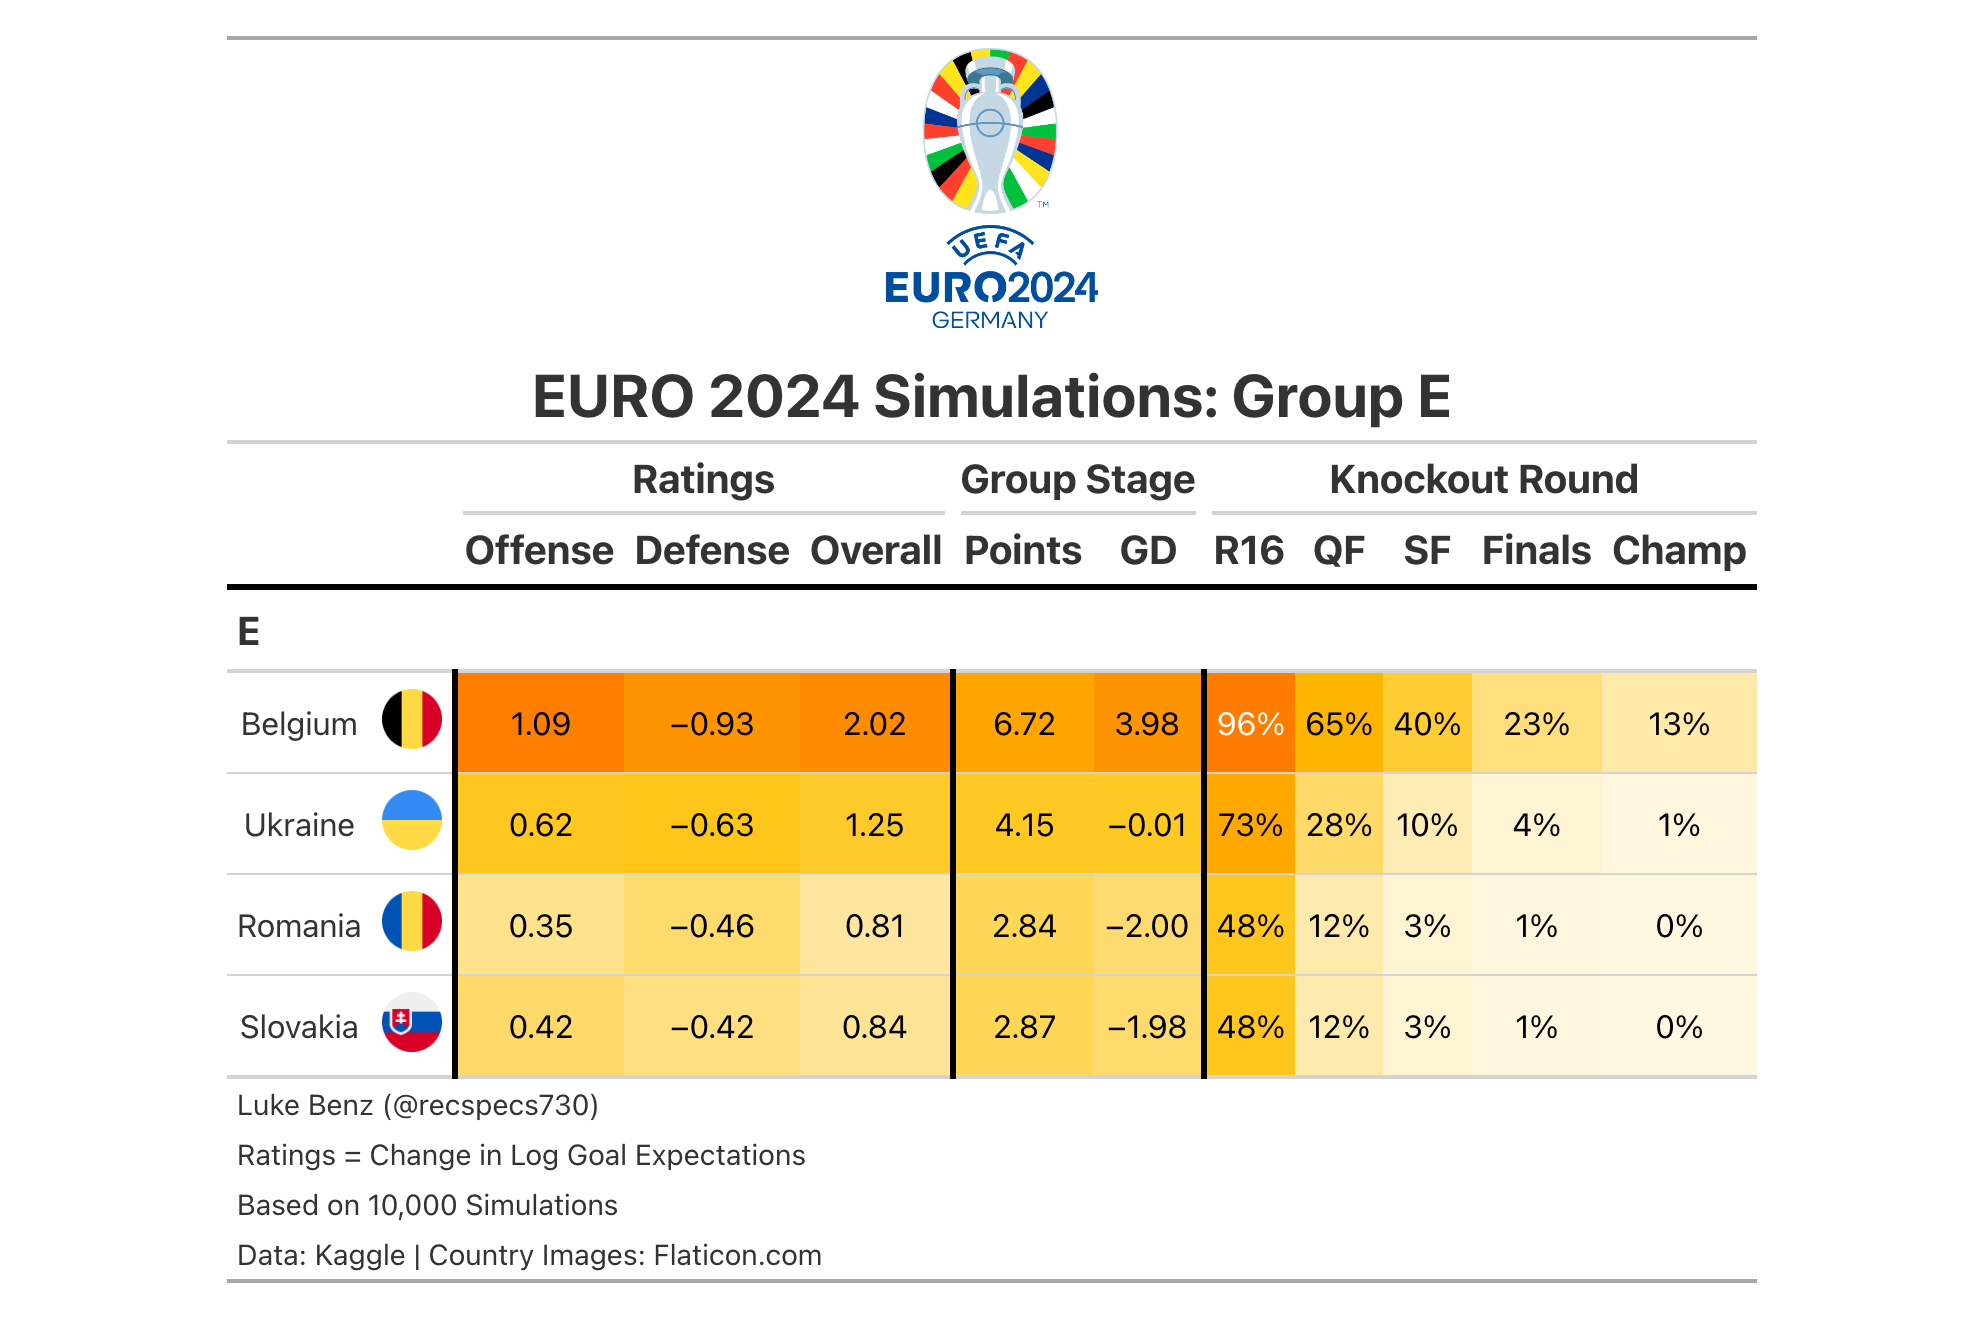 TM
UEFA
EURO2024
GERMANY
EURO 2024 Simulations: Group E
Ratings Group Stage Knockout Round
Offense Defense Overall Points GD R16 QF SF Finals Champ
E
Belgium 1.09 −0.93 2.02 6.72 3.98 96% 65% 40% 23% 13%
Ukraine 0.62 −0.63 1.25 4.15 −0.01 73% 28% 10% 4% 1%
Romania 0.35 −0.46 0.81 2.84 −2.00 48% 12% 3% 1% 0%
Slovakia 0.42 −0.42 0.84 2.87 −1.98 48% 12% 3% 1% 0%
Luke Benz (@recspecs730)
Ratings = Change in Log Goal Expectations
Based on 10,000 Simulations
Data: Kaggle | Country Images: Flaticon.com